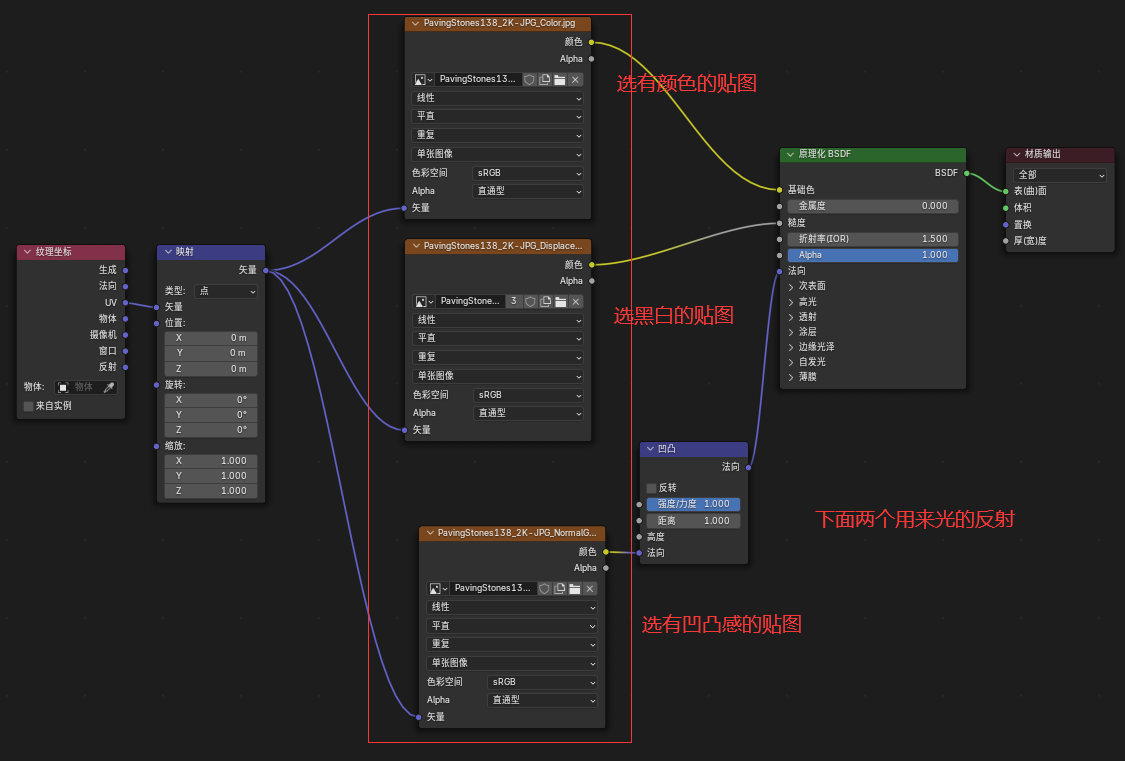 纹理坐标
生成
法向
UV
物体
摄像机
窗口
反射
物体: 物体
来自实例
映射
矢量
类型: 点
矢量
位置:
X 0 m
Y 0 m
Z 0 m
旋转:
X 0°
Y 0°
Z 0°
缩放:
X 1.000
Y 1.000
Z 1.000
PavingStones138_2K-JPG_Color.jpg
颜色
Alpha
PavingStones13...
线性
平直
重复
单张图像
色彩空间 sRGB
Alpha 直通型
矢量
选有颜色的贴图
PavingStones138_2K-JPG_Displace...
颜色
Alpha
PavingStone... 3
线性
平直
重复
单张图像
色彩空间 sRGB
Alpha 直通型
矢量
选黑白的贴图
PavingStones138_2K-JPG_NormalG...
颜色
Alpha
PavingStones13...
线性
平直
重复
单张图像
色彩空间 sRGB
Alpha 直通型
矢量
选有凹凸感的贴图
凹凸
法向
反转
强度/力度 1.000
距离 1.000
高度
法向
下面两个用来光的反射
原理化 BSDF
BSDF
基础色
金属度 0.000
糙度
折射率(IOR) 1.500
Alpha 1.000
法向
次表面
高光
透射
涂层
边缘光泽
自发光
薄膜
材质输出
全部
表(曲)面
体积
置换
厚(宽)度